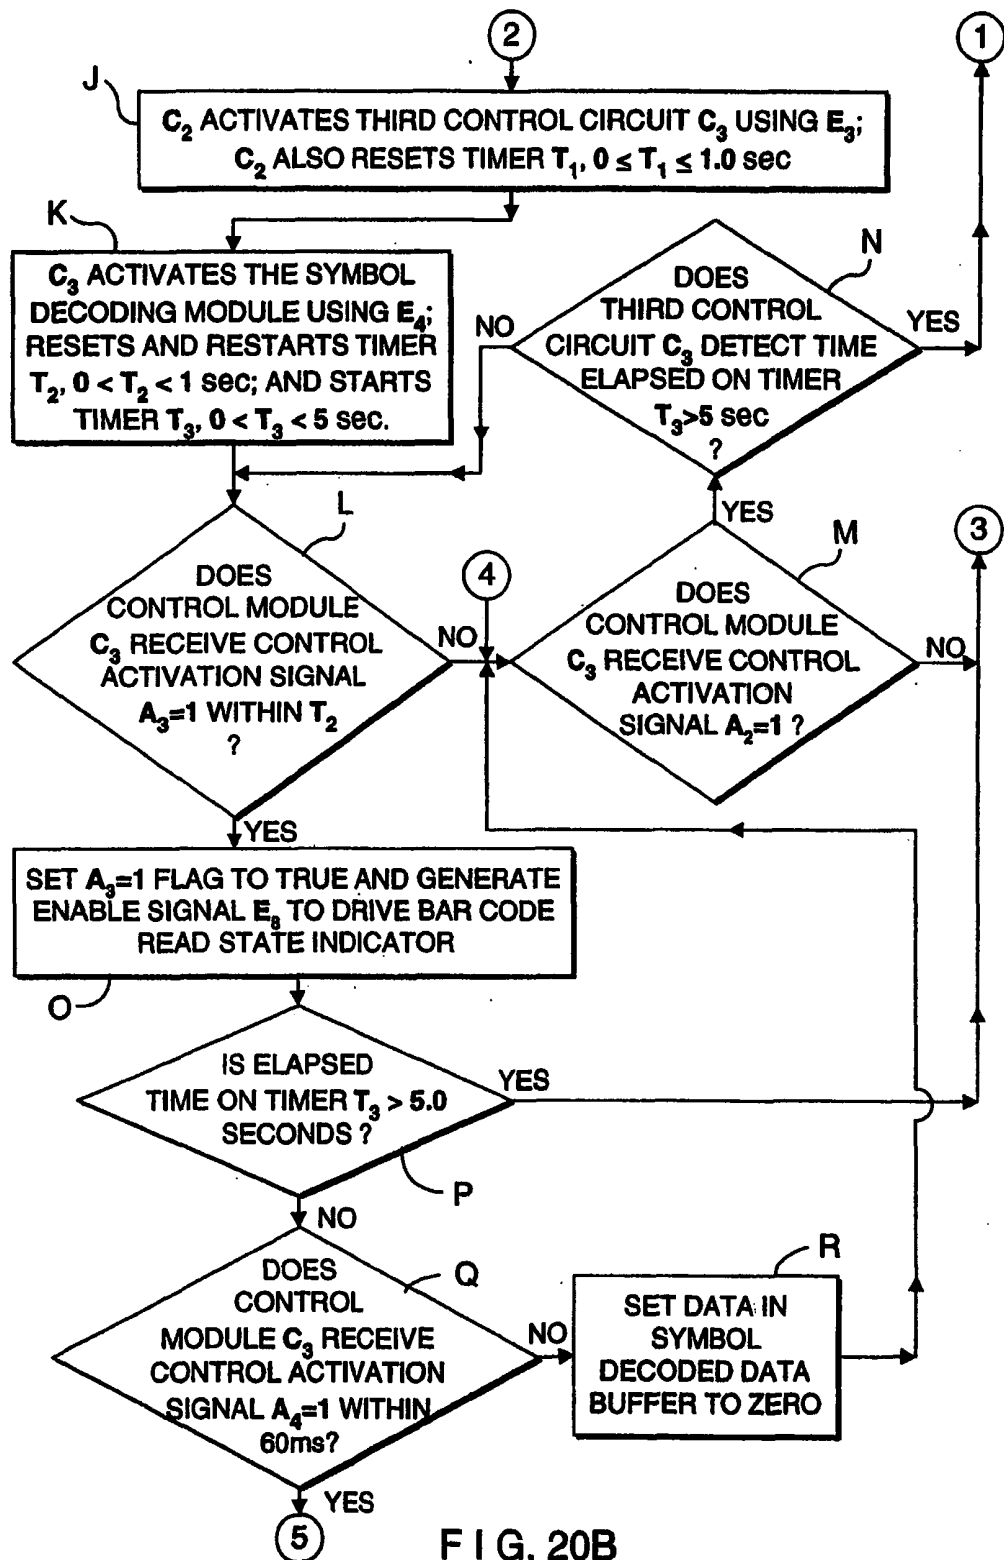 2
1
J
C2 ACTIVATES THIRD CONTROL CIRCUIT C3 USING E3;
C2 ALSO RESETS TIMER T1, 0 ≤ T1 ≤ 1.0 sec
K
C3 ACTIVATES THE SYMBOL
DECODING MODULE USING E4;
RESETS AND RESTARTS TIMER
T2, 0 < T2 < 1 sec; AND STARTS
TIMER T3, 0 < T3 < 5 sec.
N
DOES
THIRD CONTROL
CIRCUIT C3 DETECT TIME
ELAPSED ON TIMER
T3>5 sec
?
NO
YES
YES
L
DOES
CONTROL MODULE
C3 RECEIVE CONTROL
ACTIVATION SIGNAL
A3=1 WITHIN T2
?
NO
4
M
DOES
CONTROL MODULE
C3 RECEIVE CONTROL
ACTIVATION
SIGNAL A2=1 ?
NO
3
YES
SET A3=1 FLAG TO TRUE AND GENERATE
ENABLE SIGNAL E8 TO DRIVE BAR CODE
READ STATE INDICATOR
O
IS ELAPSED
TIME ON TIMER T3 > 5.0
SECONDS ?
YES
P
NO
DOES
CONTROL
MODULE C3 RECEIVE
CONTROL ACTIVATION
SIGNAL A4=1 WITHIN
60ms?
Q
NO
R
SET DATA IN
SYMBOL
DECODED DATA
BUFFER TO ZERO
YES
5
FIG. 20B